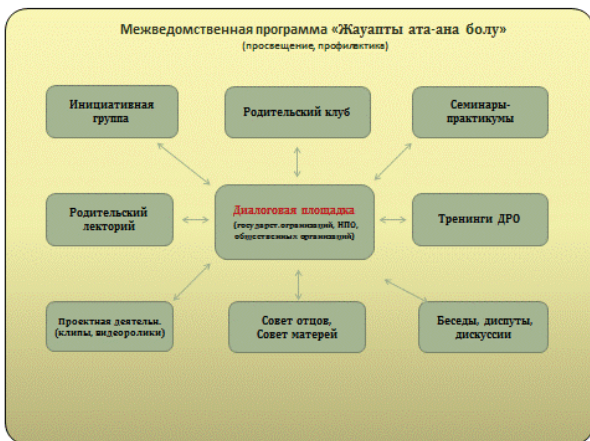 Межведомственная программа «Жауапты ата-ана болу»
(просвещение, профилактика)
Инициативная
группа
Родительский клуб
Семинары-
практикумы
Родительский
лекторий
Диалоговая площадка
(государст.организаций, НПО,
общественных организаций)
Тренинги ДРО
Проектная деятельн.
(клипы, видеоролики)
Совет отцов,
Совет матерей
Беседы, диспуты,
дискуссии